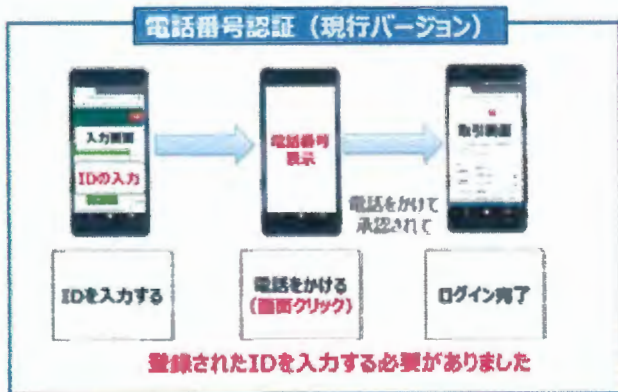 電話番号認証（現行バージョン）
入力画面
IDの入力
電話番号
表示
取引画面
電話をかけて
承認されて
IDを入力する
電話をかける
（画面クリック）
ログイン完了
登録されたIDを入力する必要がありました